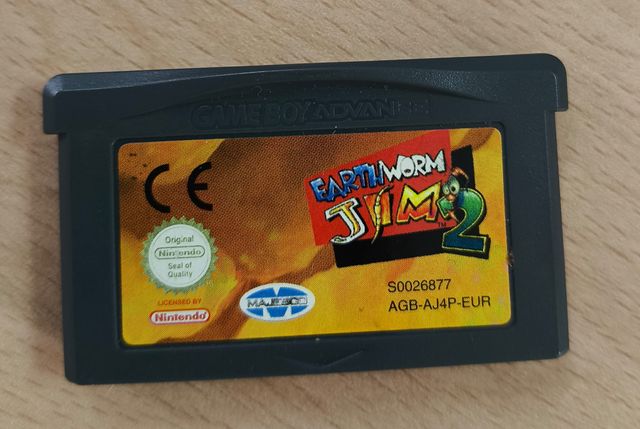 GAME BOY ADVANCE
CE
EARTHWORM
JIM 2
TM
Original
Nintendo
Seal of
Quality
LICENSED BY
Nintendo
MAJESCO
S0026877
AGB-AJ4P-EUR